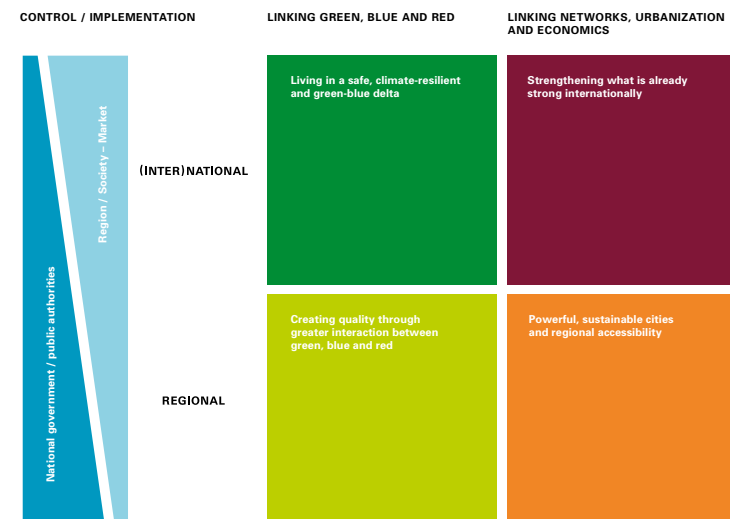 CONTROL / IMPLEMENTATION
LINKING GREEN, BLUE AND RED
LINKING NETWORKS, URBANIZATION
AND ECONOMICS
Region / Society – Market
National government / public authorities
(INTER)NATIONAL
Living in a safe, climate-resilient
and green-blue delta
Strengthening what is already
strong internationally
REGIONAL
Creating quality through
greater interaction between
green, blue and red
Powerful, sustainable cities
and regional accessibility